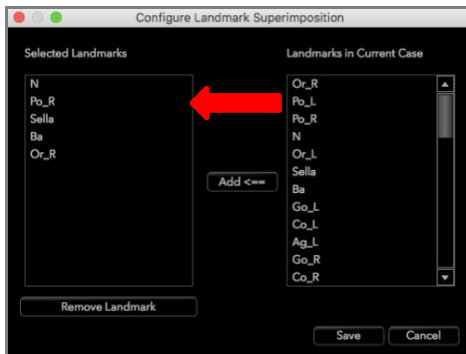 Configure Landmark Superimposition
Selected Landmarks
N
Po_R
Sella
Ba
Or_R
Remove Landmark
Add <==
Landmarks in Current Case
Or_R
Po_L
Po_R
N
Or_L
Sella
Ba
Go_L
Co_L
Ag_L
Go_R
Co_R
Save
Cancel